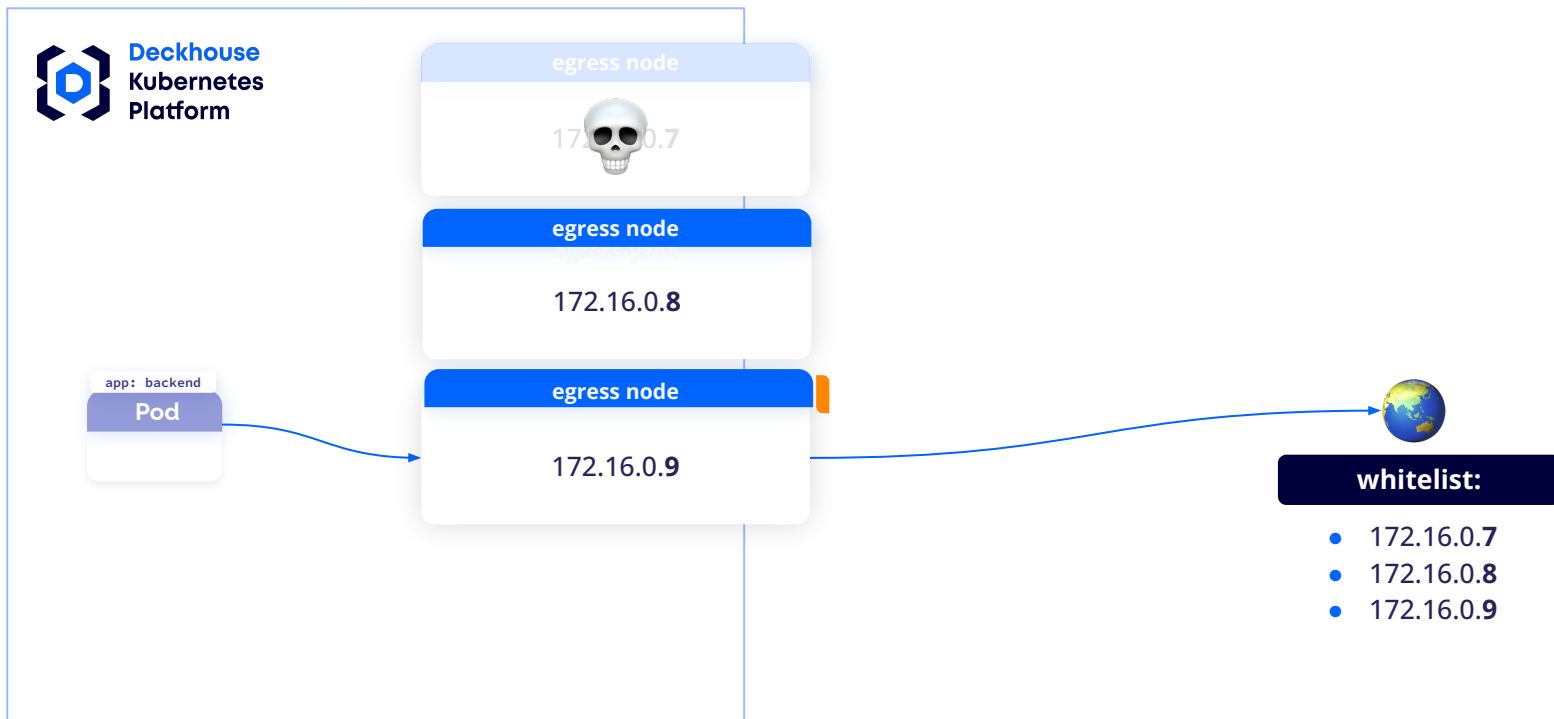 Deckhouse
Kubernetes
Platform
egress node
egress node
172.16.0.8
egress node
172.16.0.9
app: backend
Pod
whitelist:
172.16.0.7
172.16.0.8
172.16.0.9